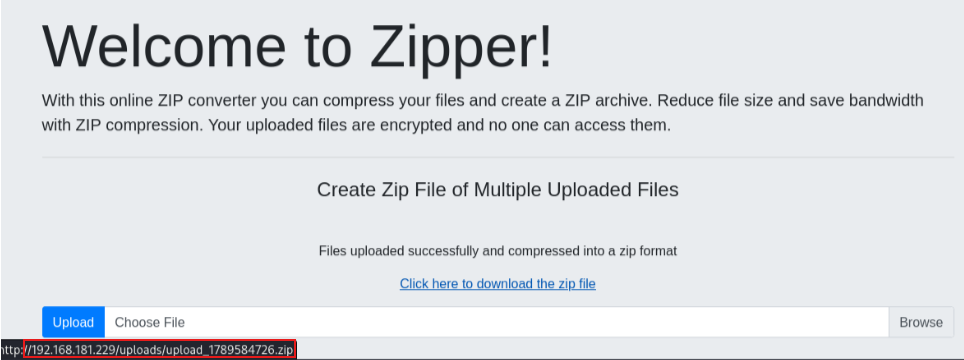 Welcome to Zipper!
With this online ZIP converter you can compress your files and create a ZIP archive. Reduce file size and save bandwidth
with ZIP compression. Your uploaded files are encrypted and no one can access them.
Create Zip File of Multiple Uploaded Files
Files uploaded successfully and compressed into a zip format
Click here to download the zip file
Upload Choose File Browse
http://192.168.181.229/uploads/upload_1789584726.zip